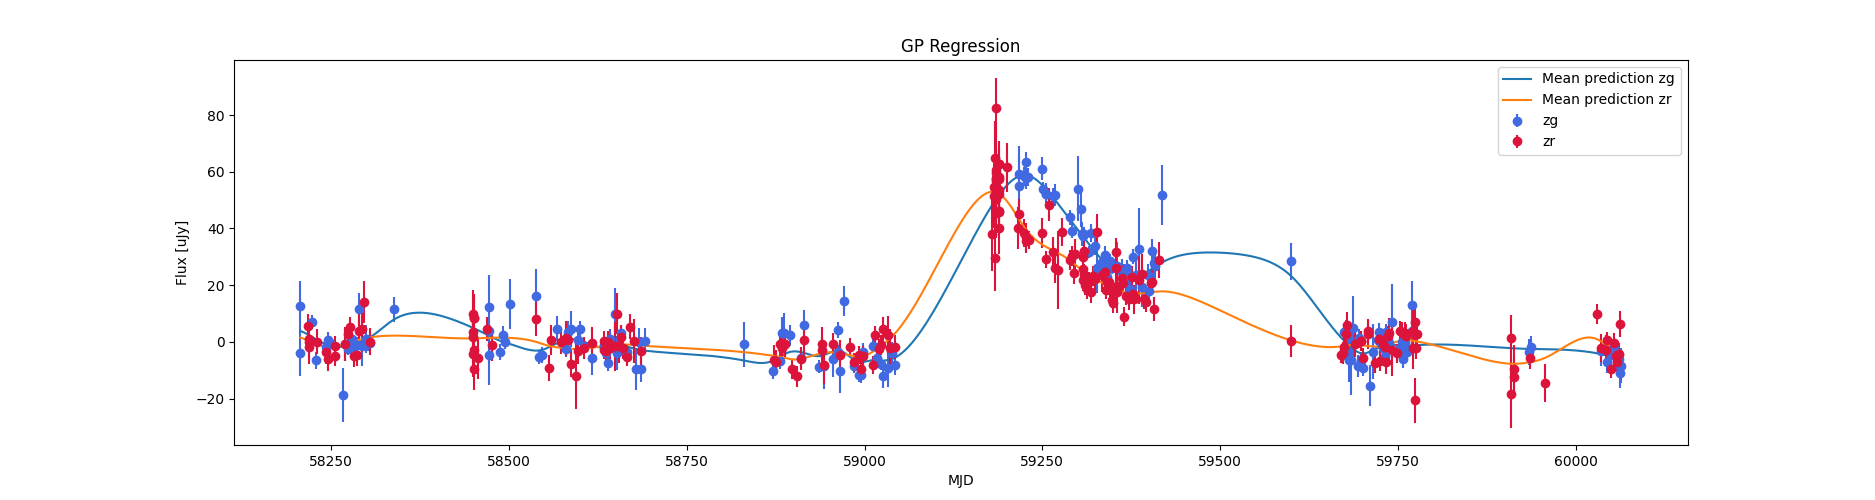 GP Regression
Mean prediction zg
Mean prediction zr
zg
zr
Flux [uJy]
80
60
40
20
0
−20
58250 58500 58750 59000 59250 59500 59750 60000
MJD